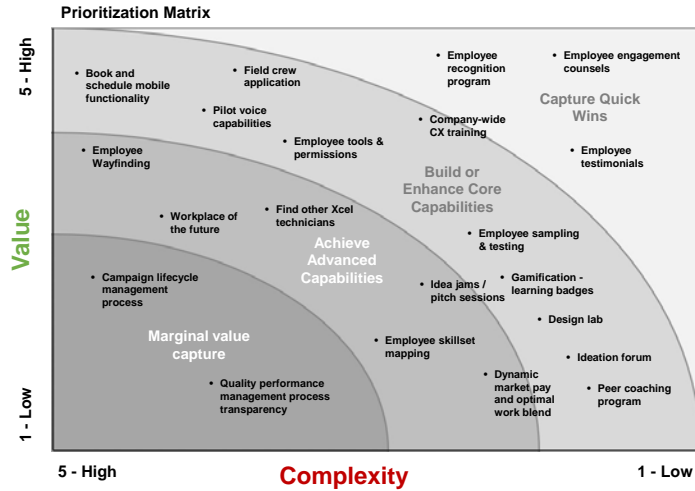 Prioritization Matrix
5 - High
• Book and
schedule mobile
functionality
• Field crew
application
• Pilot voice
capabilities
• Employee tools &
permissions
• Employee
recognition
program
• Employee engagement
counsels
Capture Quick
Wins
• Company-wide
CX training
• Employee
testimonials
• Employee
Wayfinding
Build or
Enhance Core
Capabilities
• Workplace of
the future
• Find other Xcel
technicians
• Employee sampling
& testing
Value
Achieve
Advanced
Capabilities
• Campaign lifecycle
management
process
• Idea jams /
pitch sessions
• Gamification -
learning badges
• Design lab
Marginal value
capture
• Employee skillset
mapping
• Ideation forum
• Quality performance
management process
transparency
• Dynamic
market pay
and optimal
work blend
• Peer coaching
program
1 - Low
5 - High
Complexity
1 - Low